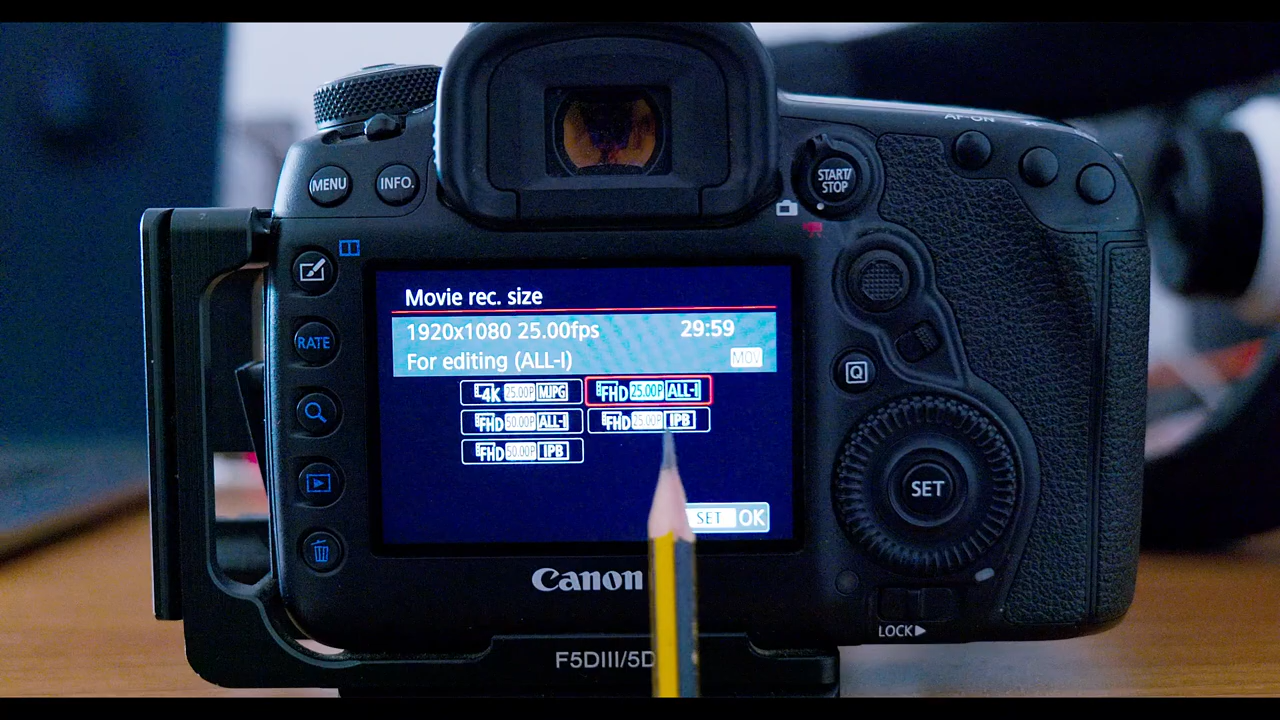 AF-ON
MENU
INFO.
START/
STOP
RATE
Movie rec. size
1920x1080 25.00fps 29:59
For editing (ALL-I) MOV
4K 25.00P MJPG FHD 25.00P ALL-I
FHD 50.00P ALL-I FHD 25.00P IPB
FHD 50.00P IPB
SET OK
Q
SET
Canon
LOCK▶
F5DIII/5D